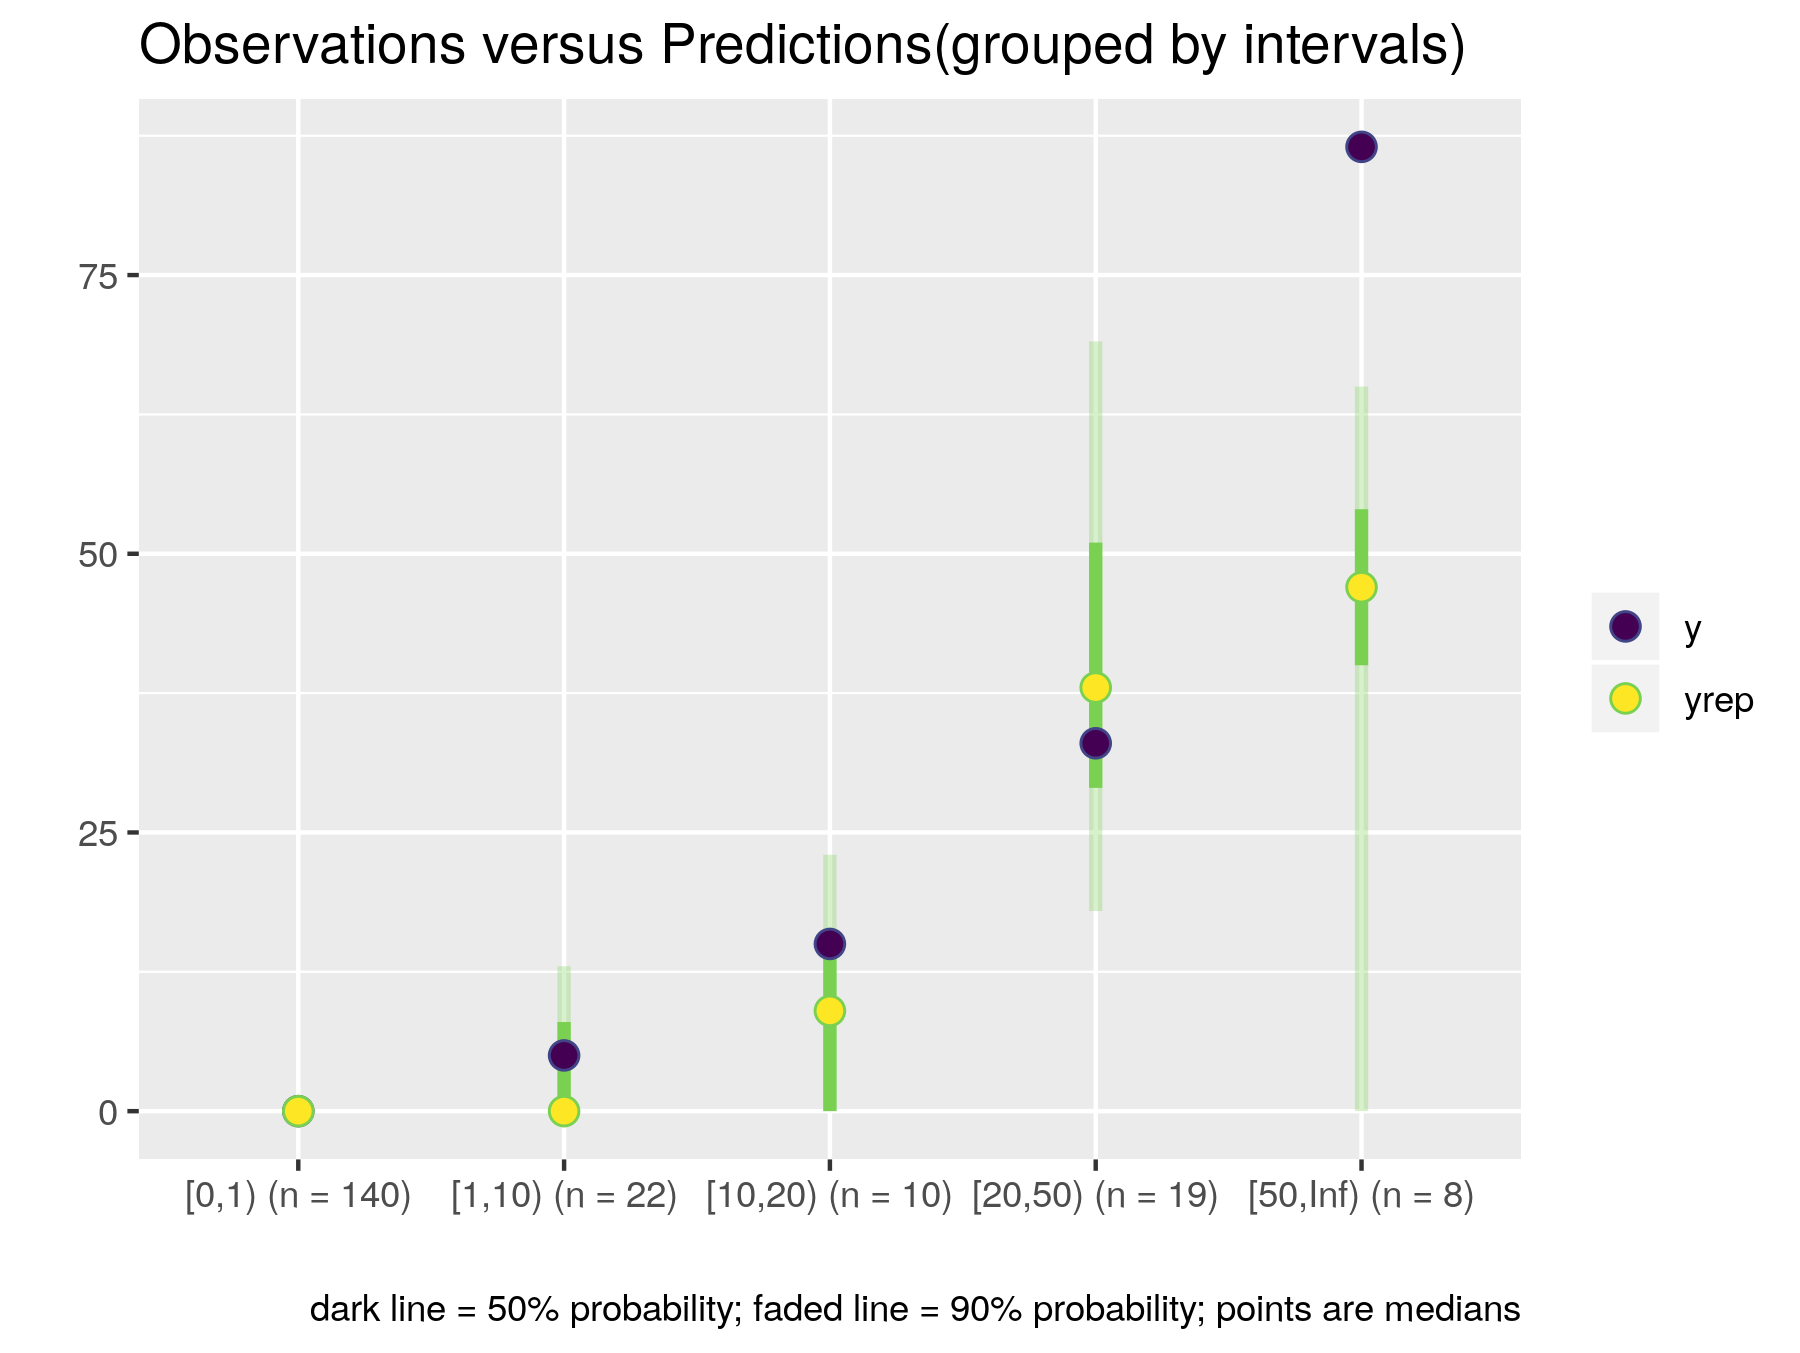 Observations versus Predictions(grouped by intervals)
75
50
25
0
y
yrep
[0,1) (n = 140) [1,10) (n = 22) [10,20) (n = 10) [20,50) (n = 19) [50,Inf) (n = 8)
dark line = 50% probability; faded line = 90% probability; points are medians